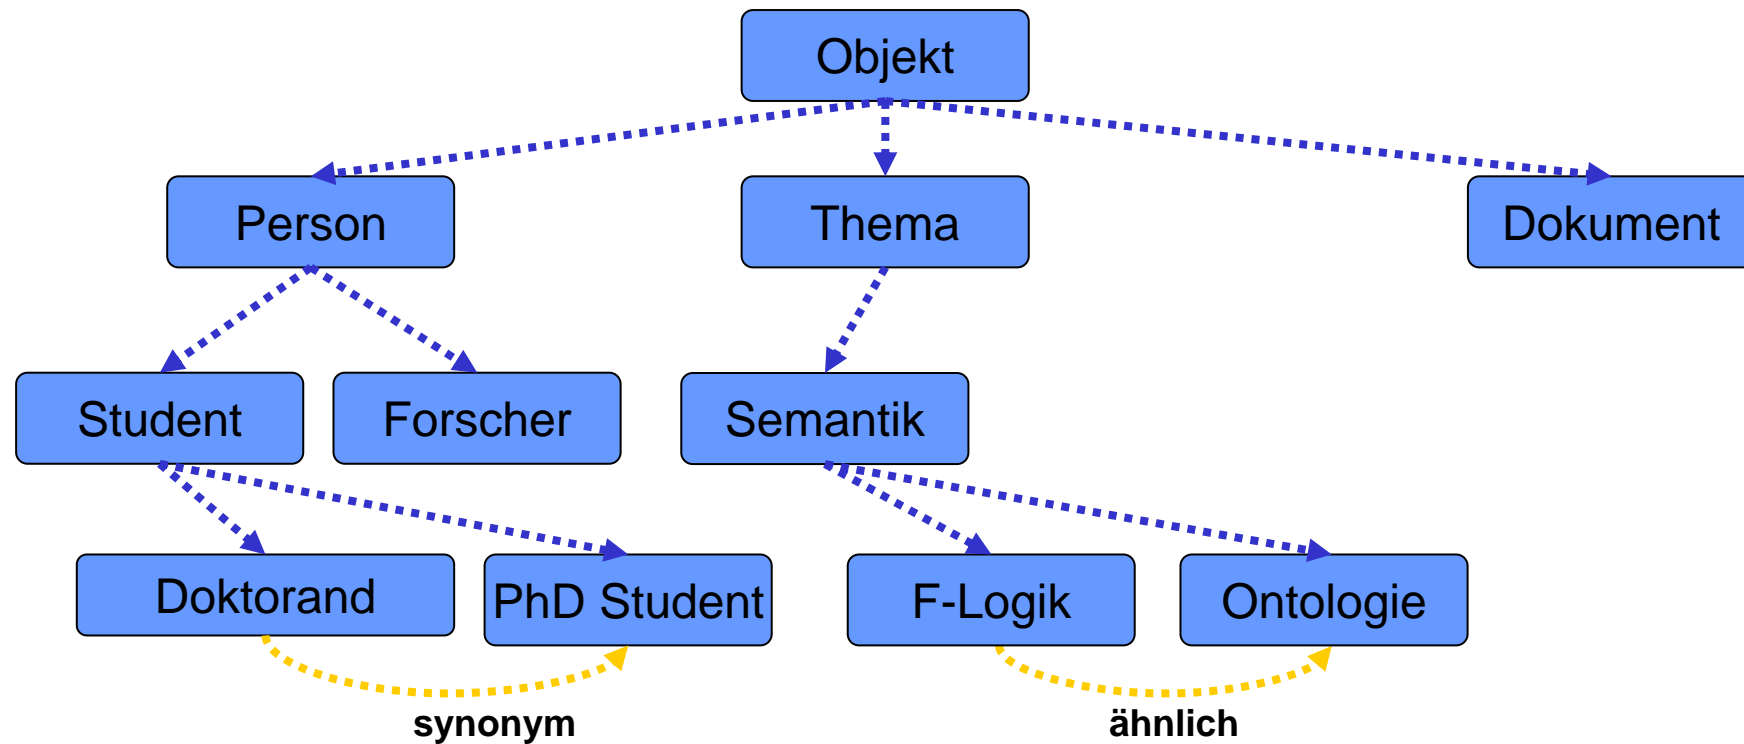 Objekt
Person
Thema
Dokument
Student
Forscher
Semantik
Doktorand
PhD Student
F-Logik
Ontologie
synonym
ähnlich